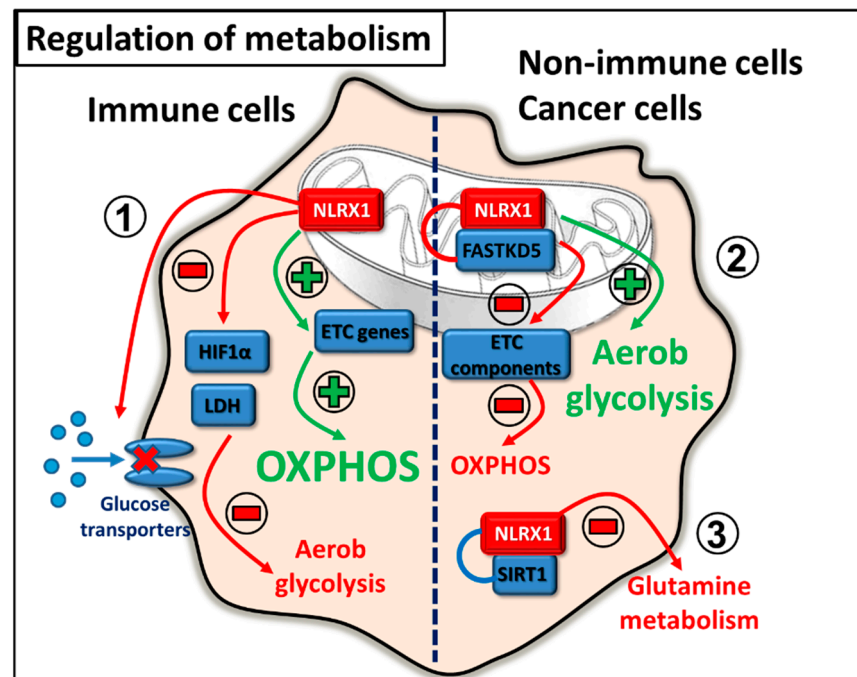 Regulation of metabolism
Immune cells
Non-immune cells
Cancer cells
1
NLRX1
HIF1α
LDH
ETC genes
OXPHOS
Glucose
transporters
Aerob
glycolysis
NLRX1
FASTKD5
2
ETC
components
Aerob
glycolysis
OXPHOS
NLRX1
SIRT1
3
Glutamine
metabolism